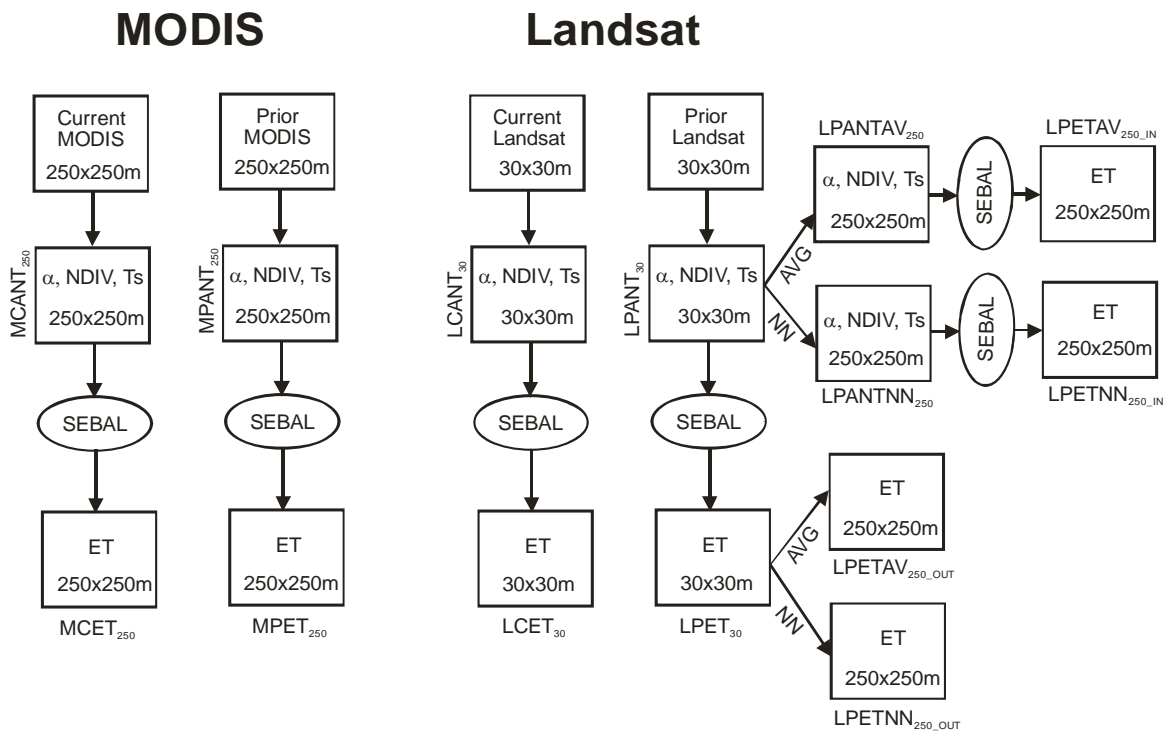 MODIS
Landsat
Current
MODIS
250x250m
Prior
MODIS
250x250m
Current
Landsat
30x30m
Prior
Landsat
30x30m
MCANT250
α, NDIV, Ts
250x250m
MPANT250
α, NDIV, Ts
250x250m
LCANT30
α, NDIV, Ts
30x30m
LPANT30
α, NDIV, Ts
30x30m
AVG
NN
LPANTAV250
α, NDIV, Ts
250x250m
SEBAL
LPETAV250_IN
ET
250x250m
α, NDIV, Ts
250x250m
LPANTNN250
SEBAL
ET
250x250m
LPETNN250_IN
SEBAL
SEBAL
SEBAL
SEBAL
ET
250x250m
MCET250
ET
250x250m
MPET250
ET
30x30m
LCET30
ET
30x30m
LPET30
AVG
NN
ET
250x250m
LPETAV250_OUT
ET
250x250m
LPETNN250_OUT